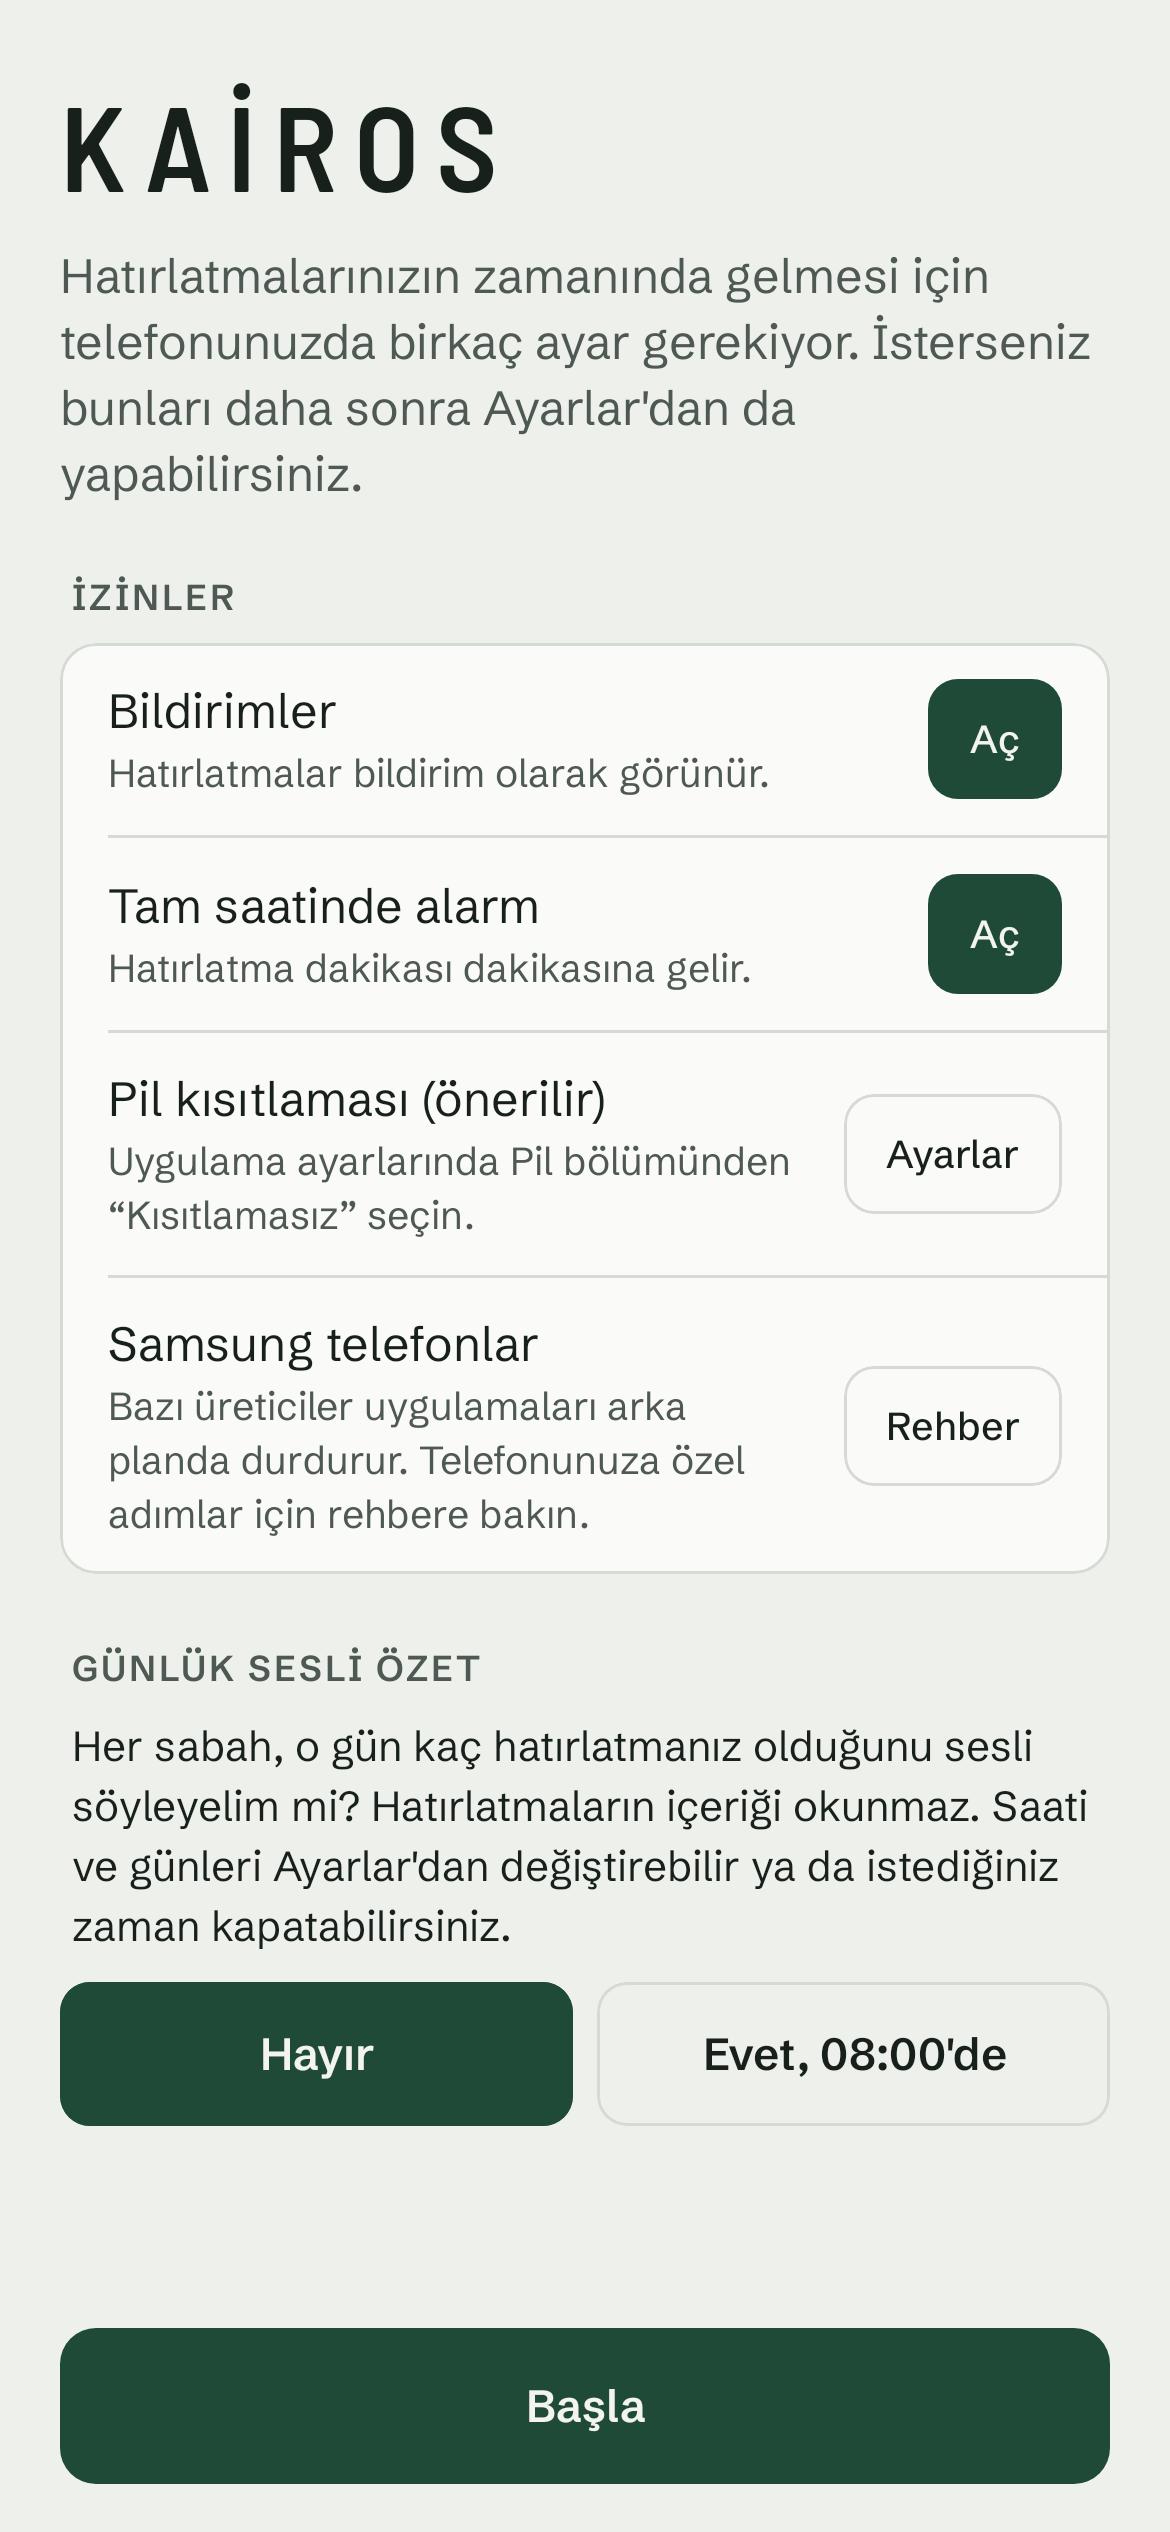 KAİROS
Hatırlatmalarınızın zamanında gelmesi için
telefonunuzda birkaç ayar gerekiyor. İsterseniz
bunları daha sonra Ayarlar'dan da
yapabilirsiniz.
İZİNLER
Bildirimler
Hatırlatmalar bildirim olarak görünür.
Aç
Tam saatinde alarm
Hatırlatma dakikası dakikasına gelir.
Aç
Pil kısıtlaması (önerilir)
Uygulama ayarlarında Pil bölümünden
“Kısıtlamasız” seçin.
Ayarlar
Samsung telefonlar
Bazı üreticiler uygulamaları arka
planda durdurur. Telefonunuza özel
adımlar için rehbere bakın.
Rehber
GÜNLÜK SESLİ ÖZET
Her sabah, o gün kaç hatırlatmanız olduğunu sesli
söyleyelim mi? Hatırlatmaların içeriği okunmaz. Saati
ve günleri Ayarlar'dan değiştirebilir ya da istediğiniz
zaman kapatabilirsiniz.
Hayır
Evet, 08:00'de
Başla